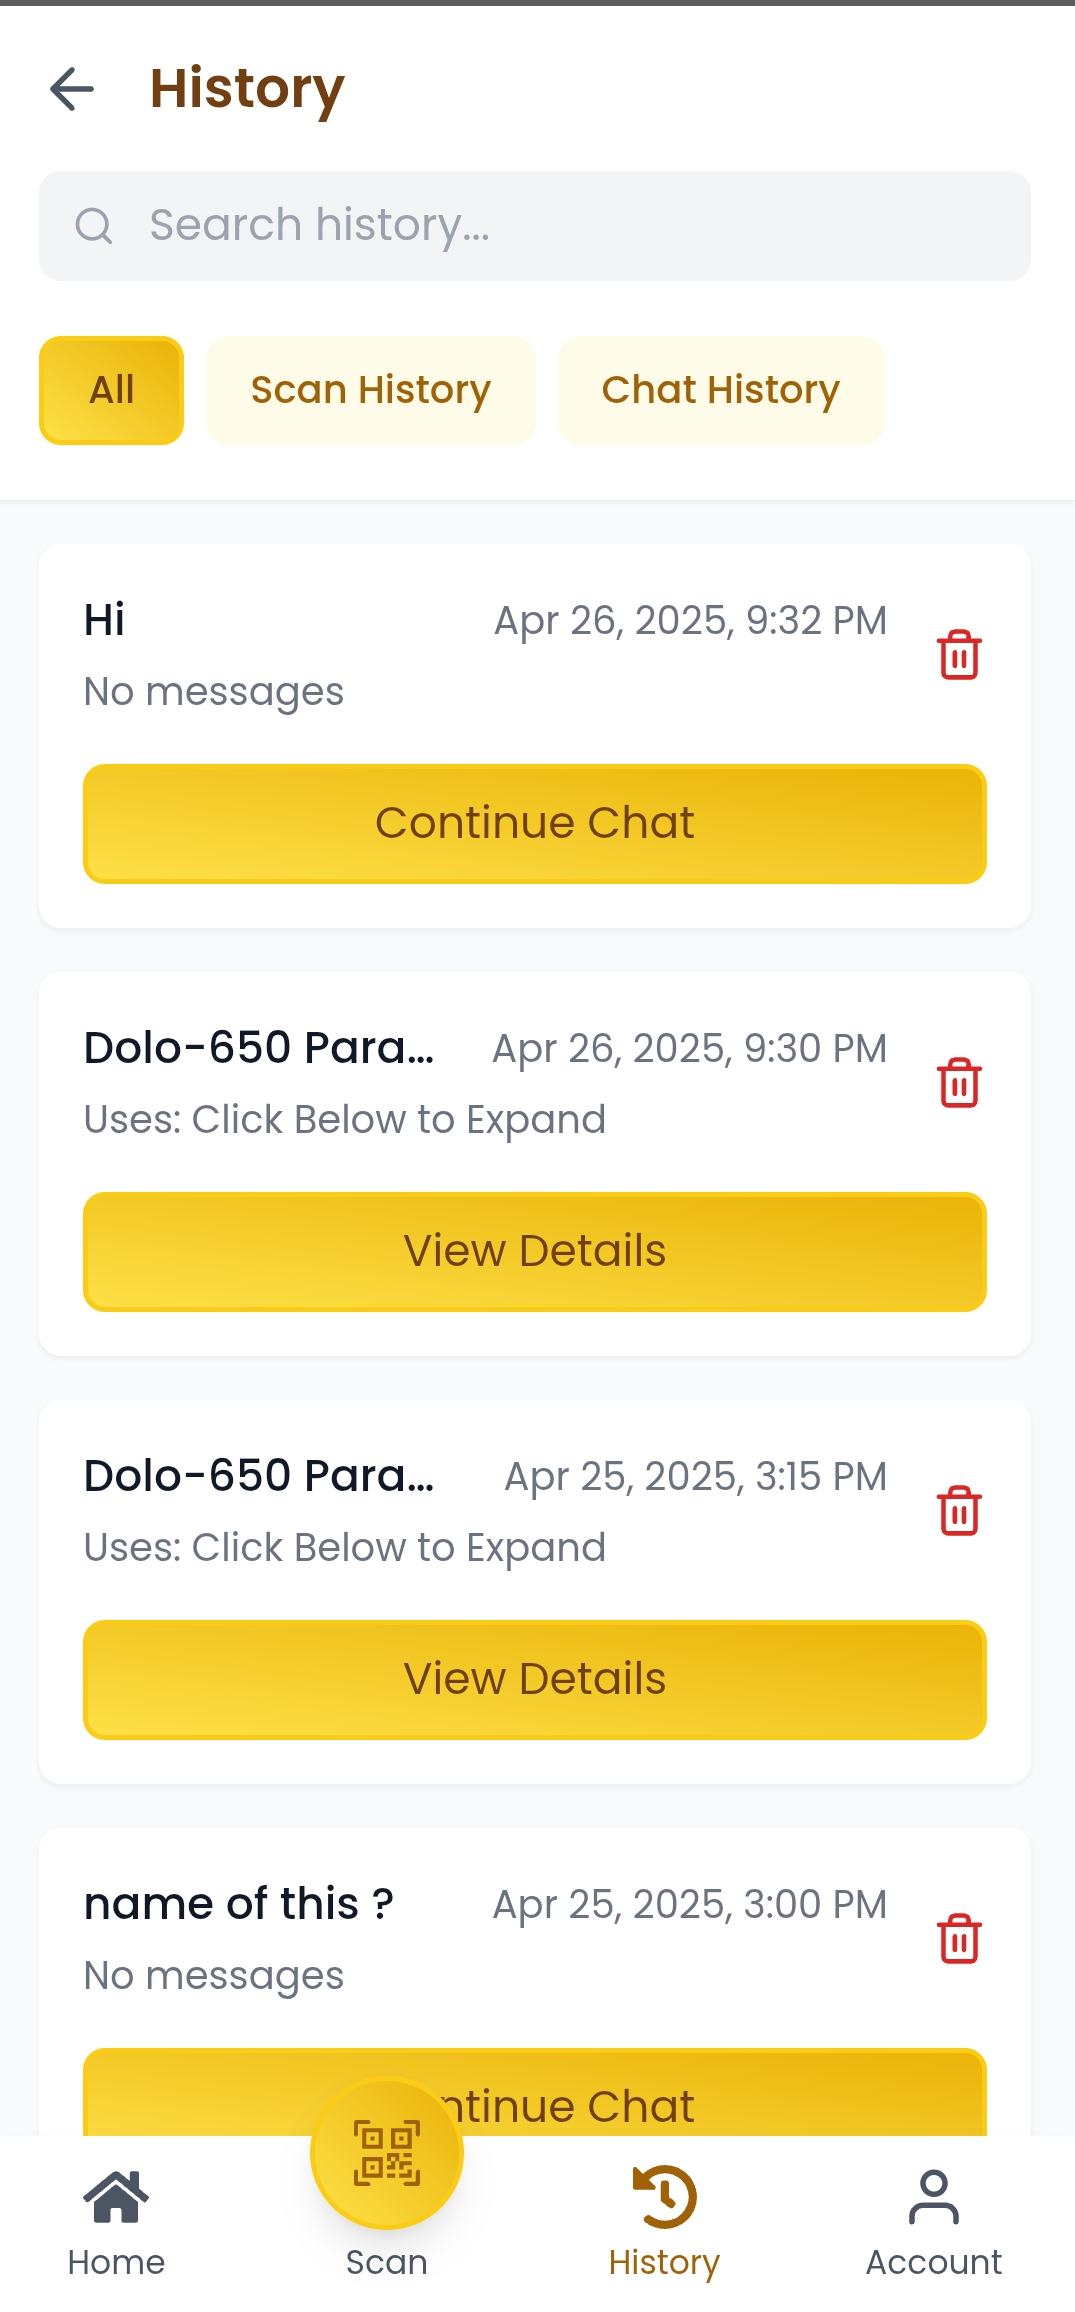 History
Search history...
All
Scan History
Chat History
Hi
Apr 26, 2025, 9:32 PM
No messages
Continue Chat
Dolo-650 Para...
Apr 26, 2025, 9:30 PM
Uses: Click Below to Expand
View Details
Dolo-650 Para...
Apr 25, 2025, 3:15 PM
Uses: Click Below to Expand
View Details
name of this ?
Apr 25, 2025, 3:00 PM
No messages
ntinue Chat
Home
Scan
History
Account